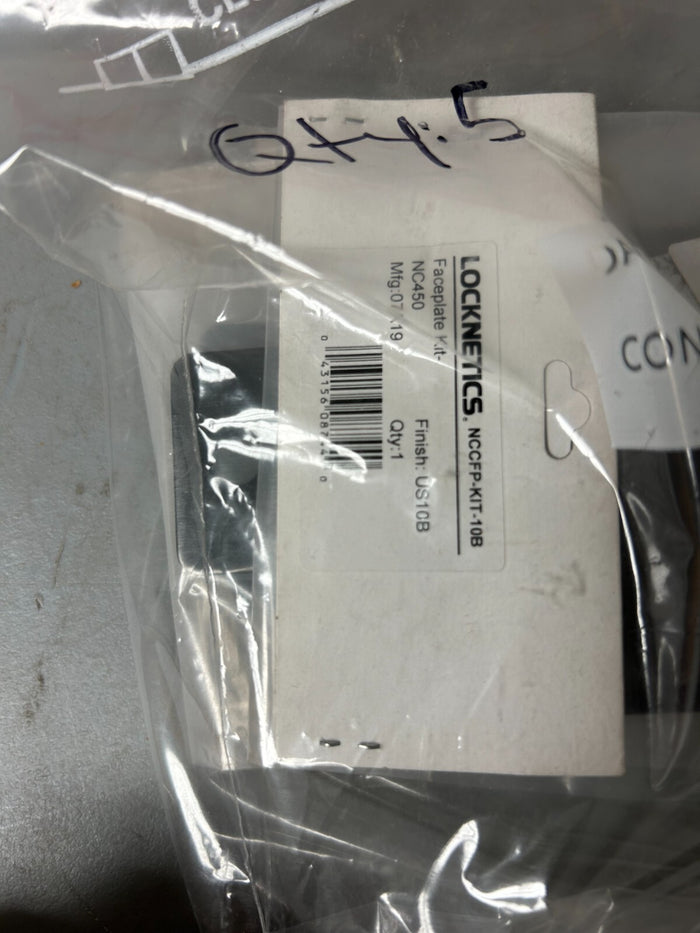 Qty: 5
LOCKNETICS® NCCFP-KIT-10B
Faceplate Kit-
NC450 Finish: US10B
Qty:1
CON